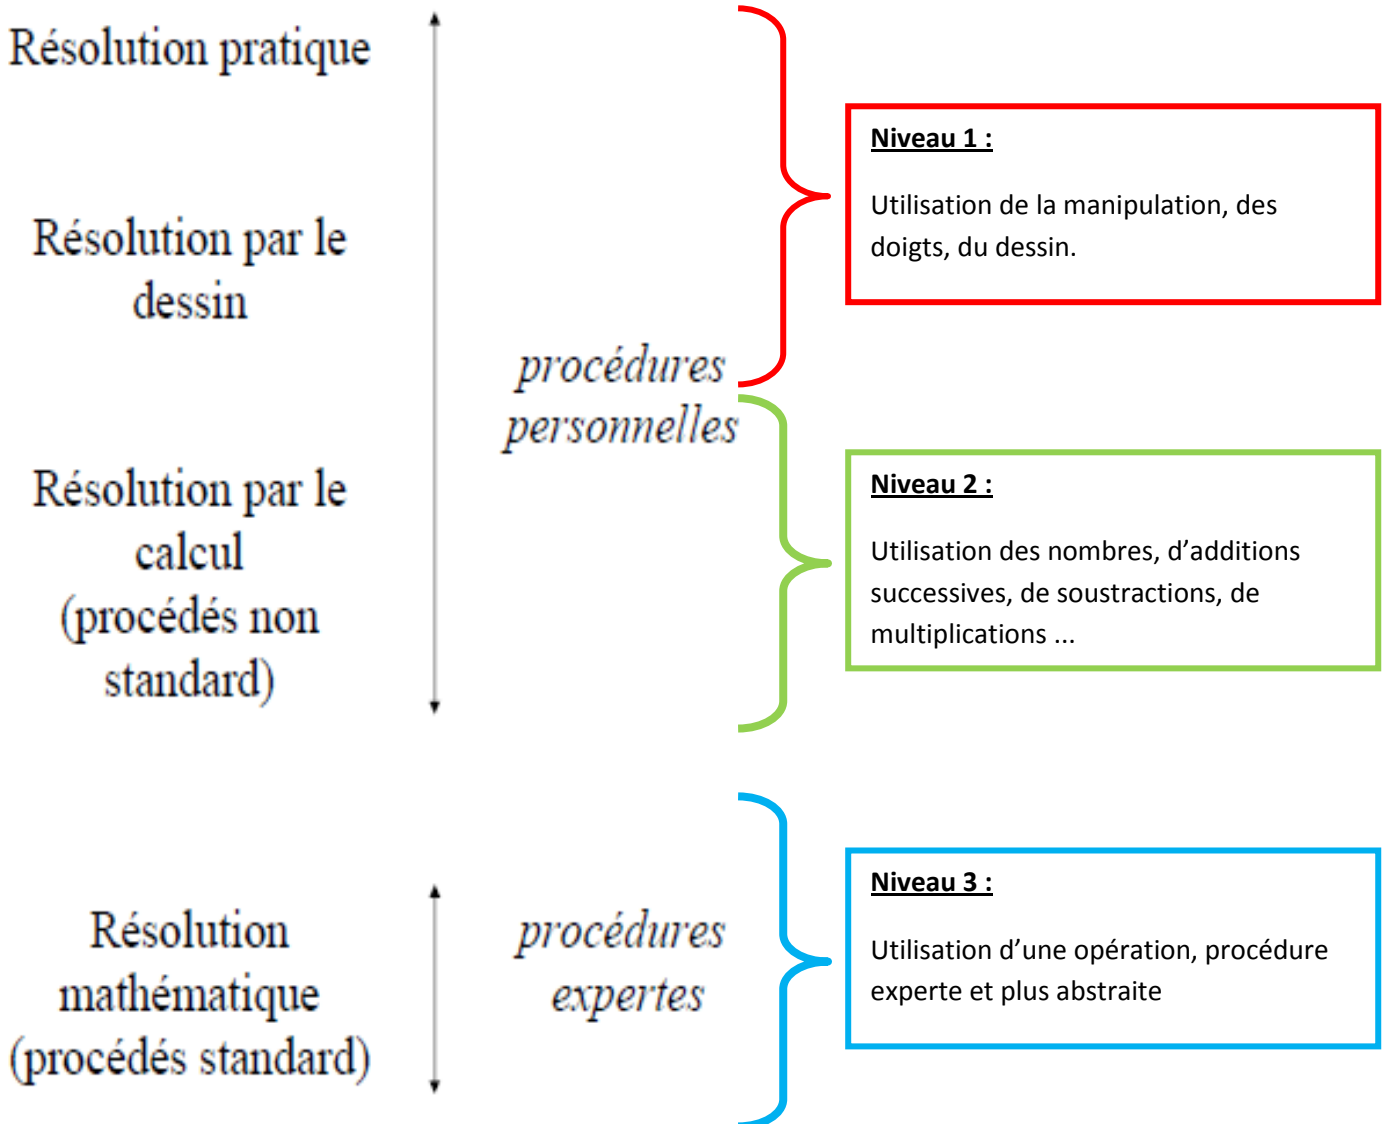 Résolution pratique
Résolution par le
dessin
Résolution par le
calcul
(procédés non
standard)
procédures
personnelles
Niveau 1 :
Utilisation de la manipulation, des
doigts, du dessin.
Niveau 2 :
Utilisation des nombres, d’additions
successives, de soustractions, de
multiplications ...
Résolution
mathématique
(procédés standard)
procédures
expertes
Niveau 3 :
Utilisation d’une opération, procédure
experte et plus abstraite